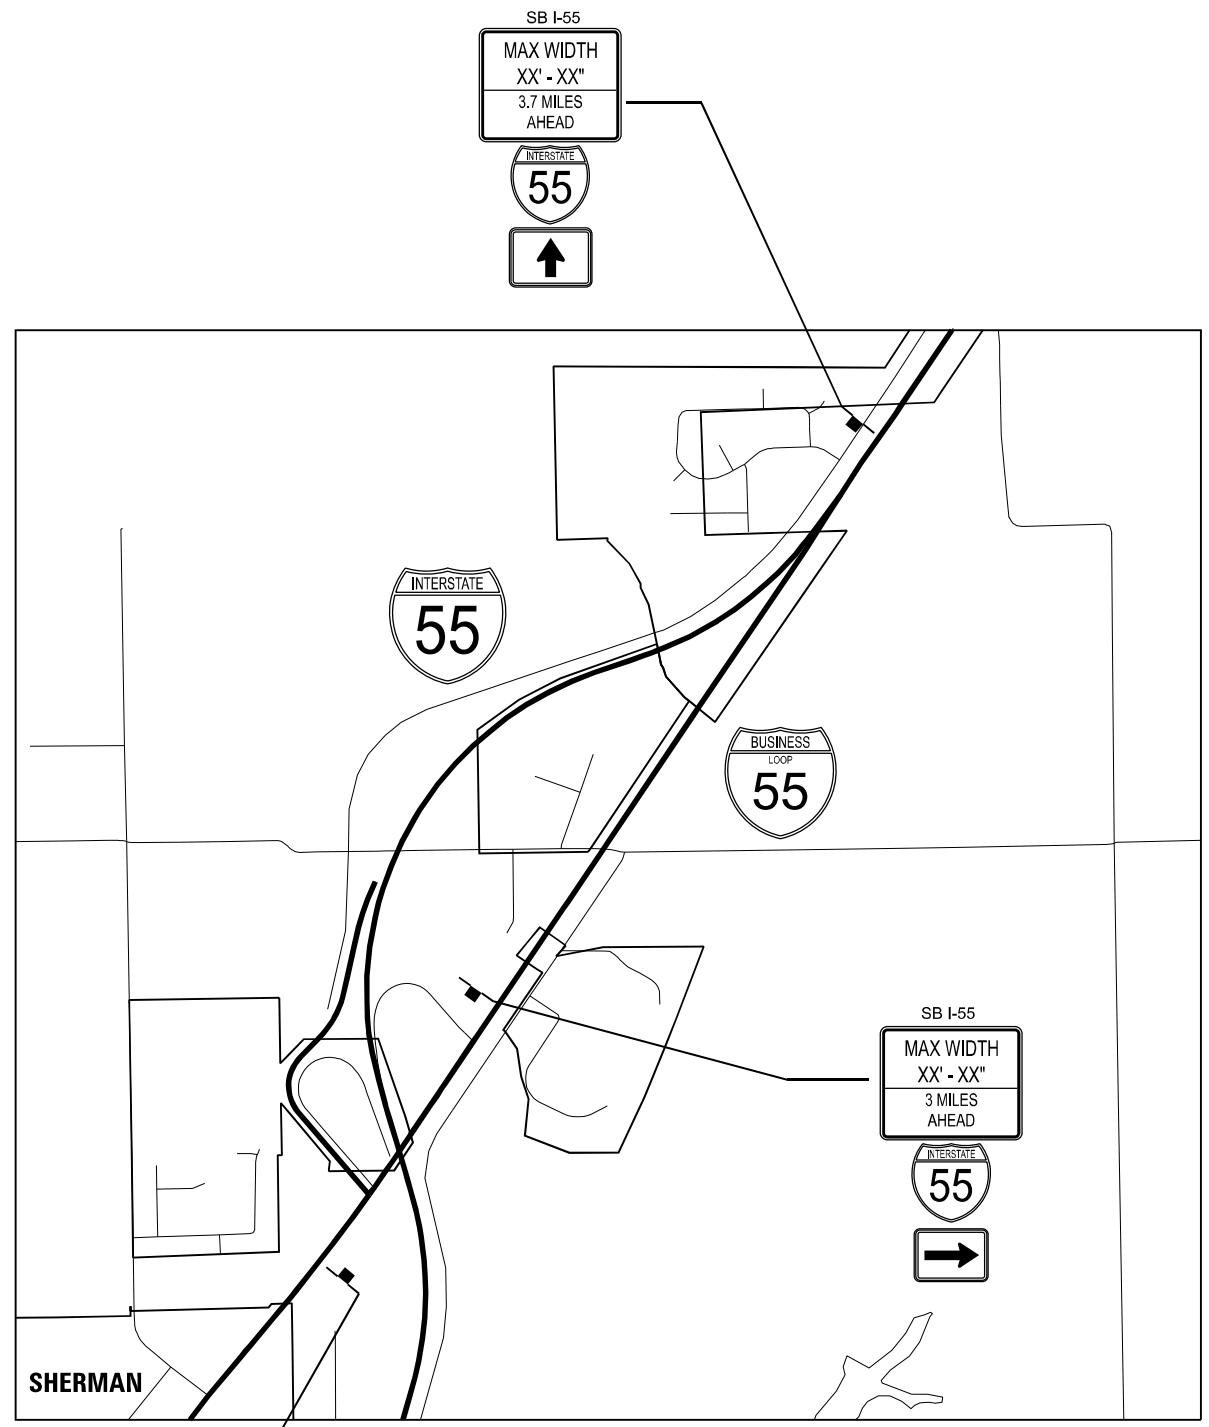 SB I-55
MAX WIDTH
XX' - XX"
3.7 MILES
AHEAD
INTERSTATE
55
INTERSTATE
55
BUSINESS
LOOP
55
SB I-55
MAX WIDTH
XX' - XX"
3 MILES
AHEAD
INTERSTATE
55
SHERMAN